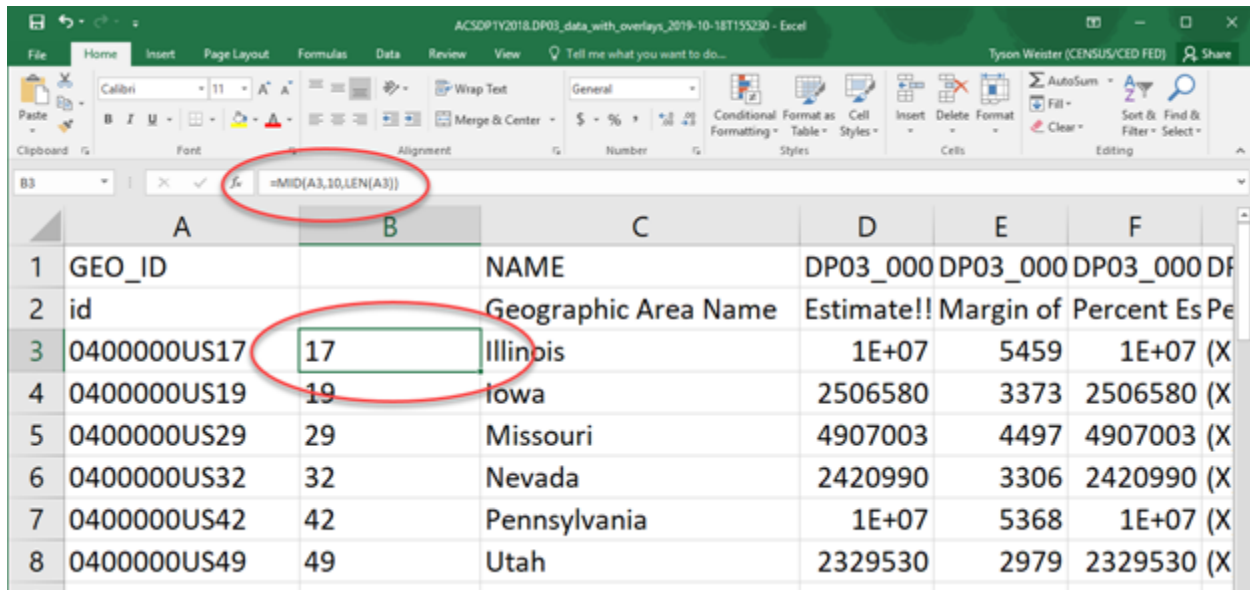 ACSDP1Y2018.DP03_data_with_overlays_2019-10-18T155230 - Excel
File Home Insert Page Layout Formulas Data Review View Tell me what you want to do... Tyson Weister (CENSUS/CED FED) Share
Calibri 11 Wrap Text General AutoSum
Paste Fill
B I U Merge & Center $ % Conditional Format as Cell Insert Delete Format Clear Sort & Find &
Formatting Table Styles Filter Select
Clipboard Font Alignment Number Styles Cells Editing
B3 fx =MID(A3,10,LEN(A3))
A B C D E F
1 GEO_ID NAME DP03_000 DP03_000 DP03_000 DP
2 id Geographic Area Name Estimate!! Margin of Percent Es Pe
3 0400000US17 17 Illinois 1E+07 5459 1E+07 (X
4 0400000US19 19 Iowa 2506580 3373 2506580 (X
5 0400000US29 29 Missouri 4907003 4497 4907003 (X
6 0400000US32 32 Nevada 2420990 3306 2420990 (X
7 0400000US42 42 Pennsylvania 1E+07 5368 1E+07 (X
8 0400000US49 49 Utah 2329530 2979 2329530 (X